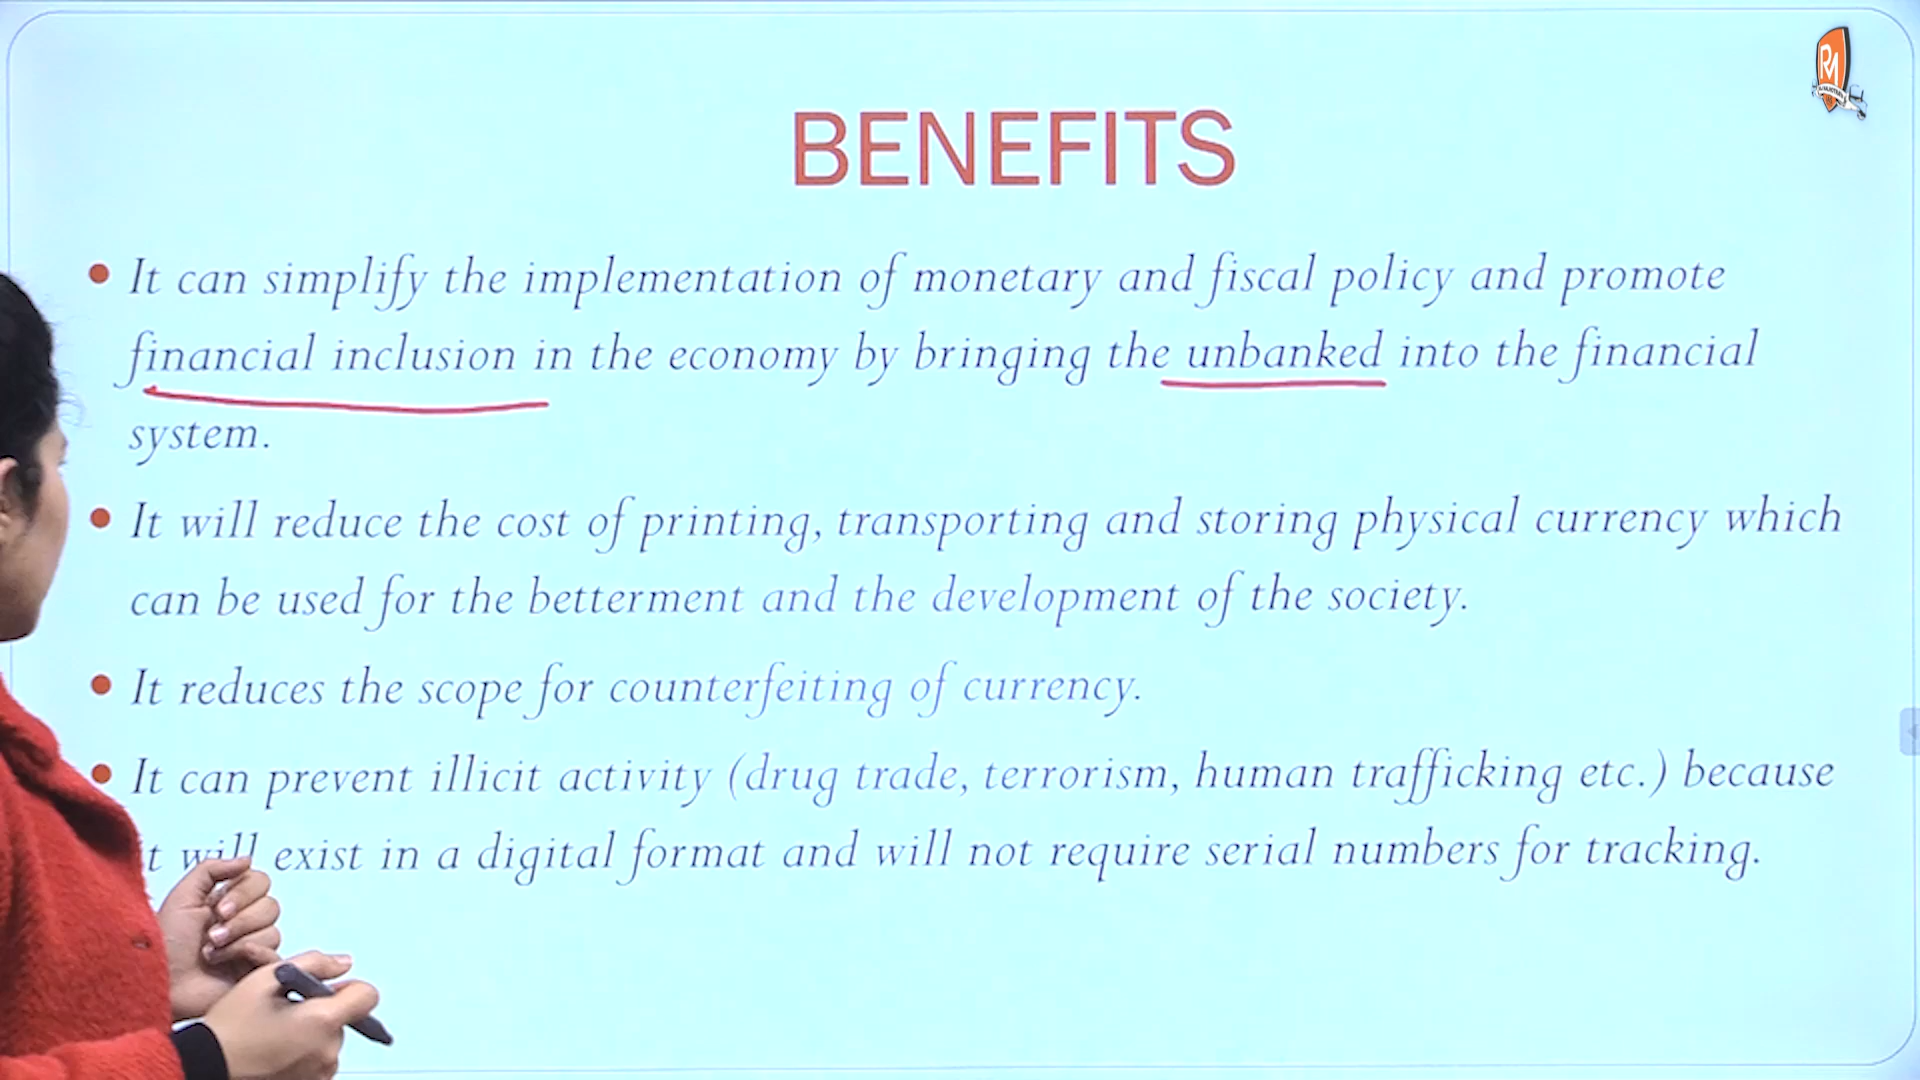 BENEFITS
It can simplify the implementation of monetary and fiscal policy and promote
financial inclusion in the economy by bringing the unbanked into the financial
system.
It will reduce the cost of printing, transporting and storing physical currency which
can be used for the betterment and the development of the society.
It reduces the scope for counterfeiting of currency.
It can prevent illicit activity (drug trade, terrorism, human trafficking etc.) because
t will exist in a digital format and will not require serial numbers for tracking.